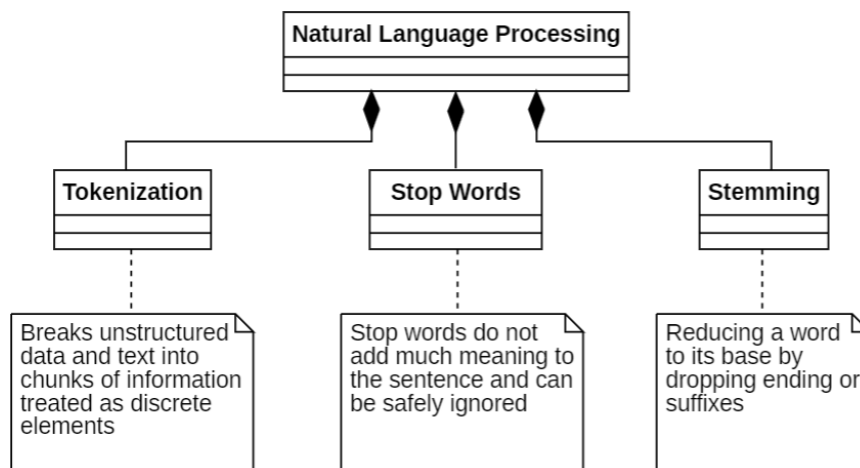 Natural Language Processing
Tokenization
Stop Words
Stemming
Breaks unstructured
data and text into
chunks of information
treated as discrete
elements
Stop words do not
add much meaning to
the sentence and can
be safely ignored
Reducing a word
to its base by
dropping ending or
suffixes